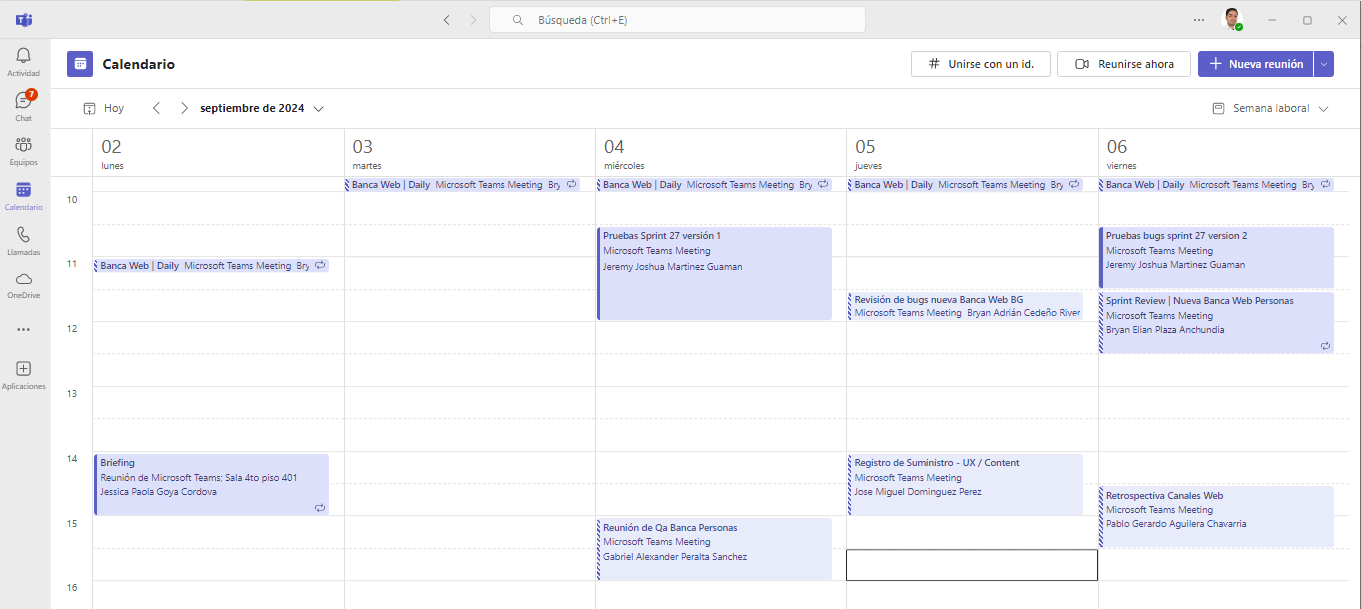 Búsqueda (Ctrl+E)
Actividad
7
Chat
Equipos
Calendario
Llamadas
OneDrive
Aplicaciones
Calendario
Unirse con un id.
Reunirse ahora
Nueva reunión
Hoy
septiembre de 2024
Semana laboral
02
lunes
03
martes
04
miércoles
05
jueves
06
viernes
10
11
12
13
14
15
16
Banca Web | Daily Microsoft Teams Meeting Bry
Briefing
Reunión de Microsoft Teams; Sala 4to piso 401
Jessica Paola Goya Cordova
Banca Web | Daily Microsoft Teams Meeting Bry
Banca Web | Daily Microsoft Teams Meeting Bry
Pruebas Sprint 27 versión 1
Microsoft Teams Meeting
Jeremy Joshua Martinez Guaman
Reunión de Qa Banca Personas
Microsoft Teams Meeting
Gabriel Alexander Peralta Sanchez
Banca Web | Daily Microsoft Teams Meeting Bry
Revisión de bugs nueva Banca Web BG
Microsoft Teams Meeting Bryan Adrián Cedeño River
Registro de Suministro - UX / Content
Microsoft Teams Meeting
Jose Miguel Dominguez Perez
Banca Web | Daily Microsoft Teams Meeting Bry
Pruebas bugs sprint 27 version 2
Microsoft Teams Meeting
Jeremy Joshua Martinez Guaman
Sprint Review | Nueva Banca Web Personas
Microsoft Teams Meeting
Bryan Elian Plaza Anchundia
Retrospectiva Canales Web
Microsoft Teams Meeting
Pablo Gerardo Aguilera Chavarria